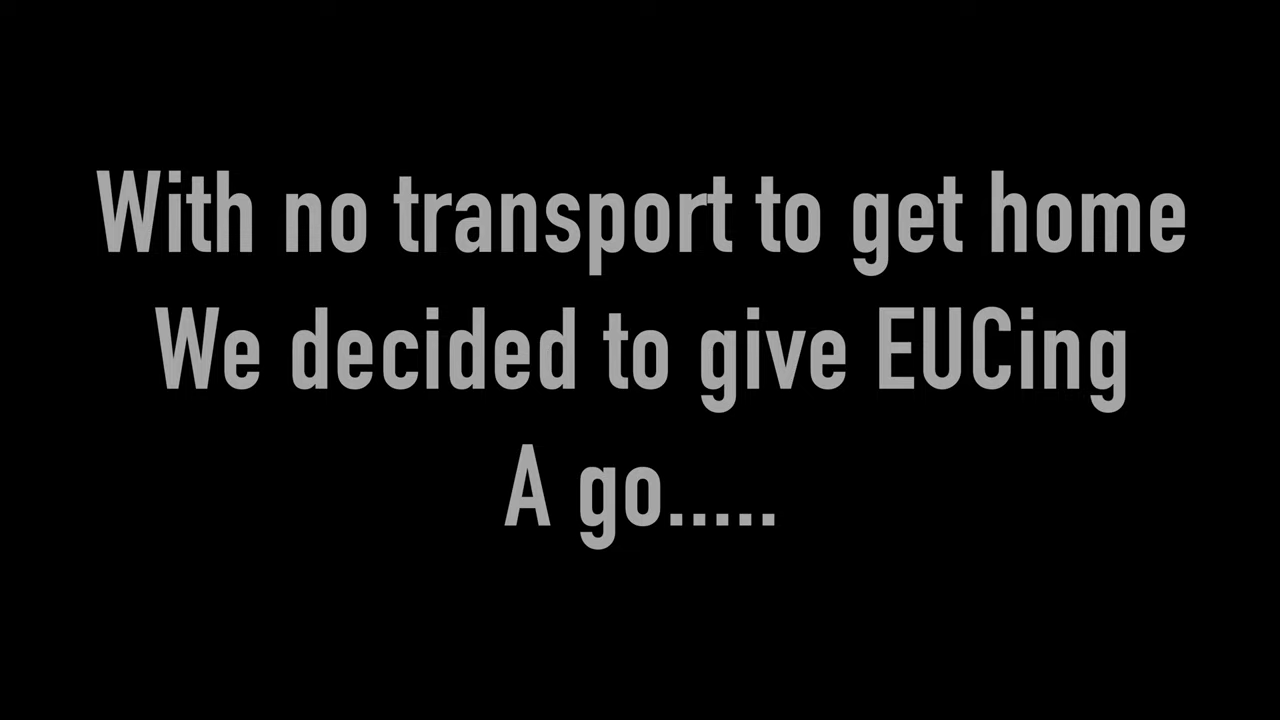 With no transport to get home
We decided to give EUCing
A go.....